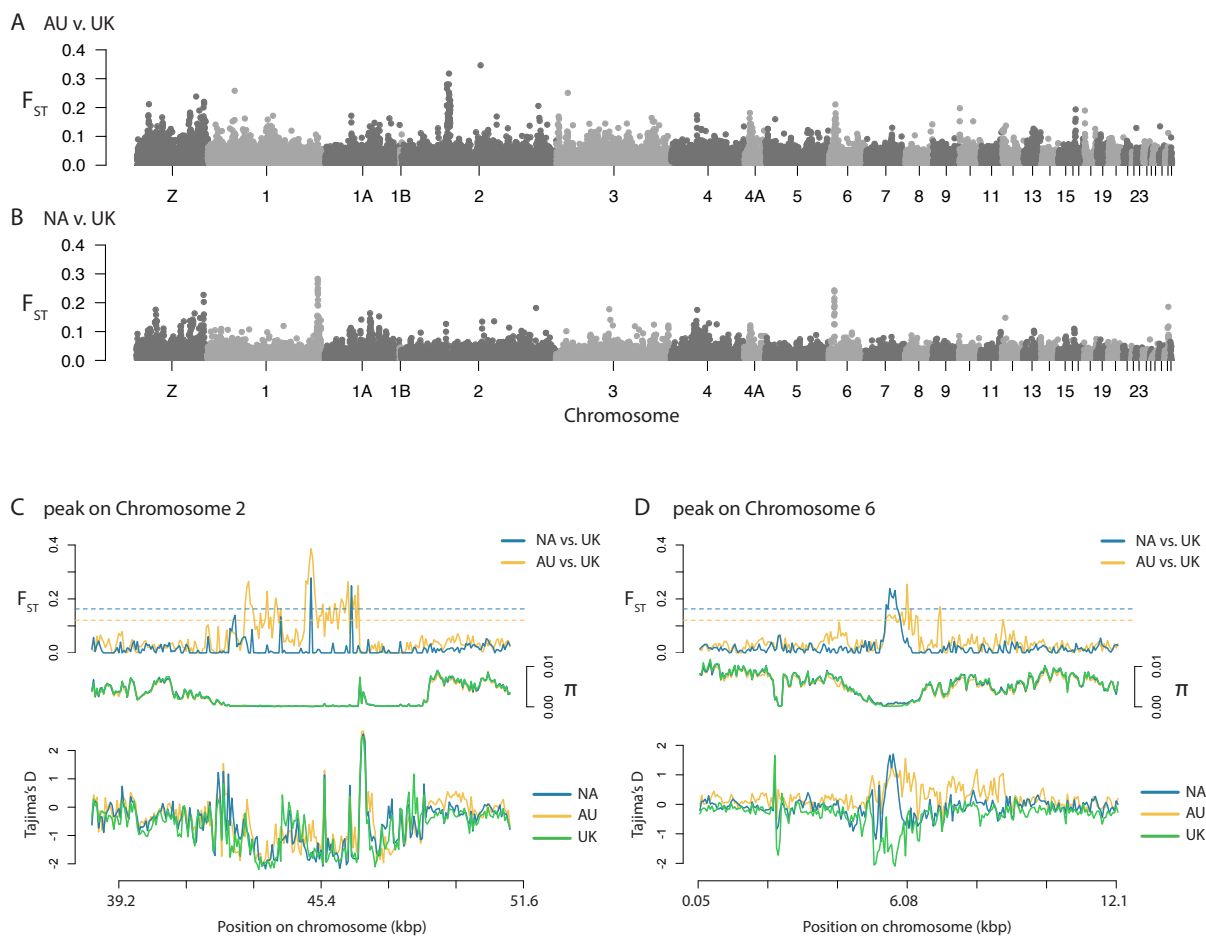 A AU v. UK
0.4
0.3
F_ST 0.2
0.1
0.0
Z 1 1A 1B 2 3 4 4A 5 6 7 8 9 11 13 15 19 23
B NA v. UK
0.4
0.3
F_ST 0.2
0.1
0.0
Z 1 1A 1B 2 3 4 4A 5 6 7 8 9 11 13 15 19 23
Chromosome
C peak on Chromosome 2
NA vs. UK
AU vs. UK
0.4
F_ST 0.2
0.0
0.01
π
0.00
2
1
Tajima's D 0
-1
-2
NA
AU
UK
39.2 45.4 51.6
Position on chromosome (kbp)
D peak on Chromosome 6
NA vs. UK
AU vs. UK
0.4
F_ST 0.2
0.0
0.01
π
0.00
2
1
Tajima's D 0
-1
-2
NA
AU
UK
0.05 6.08 12.1
Position on chromosome (kbp)